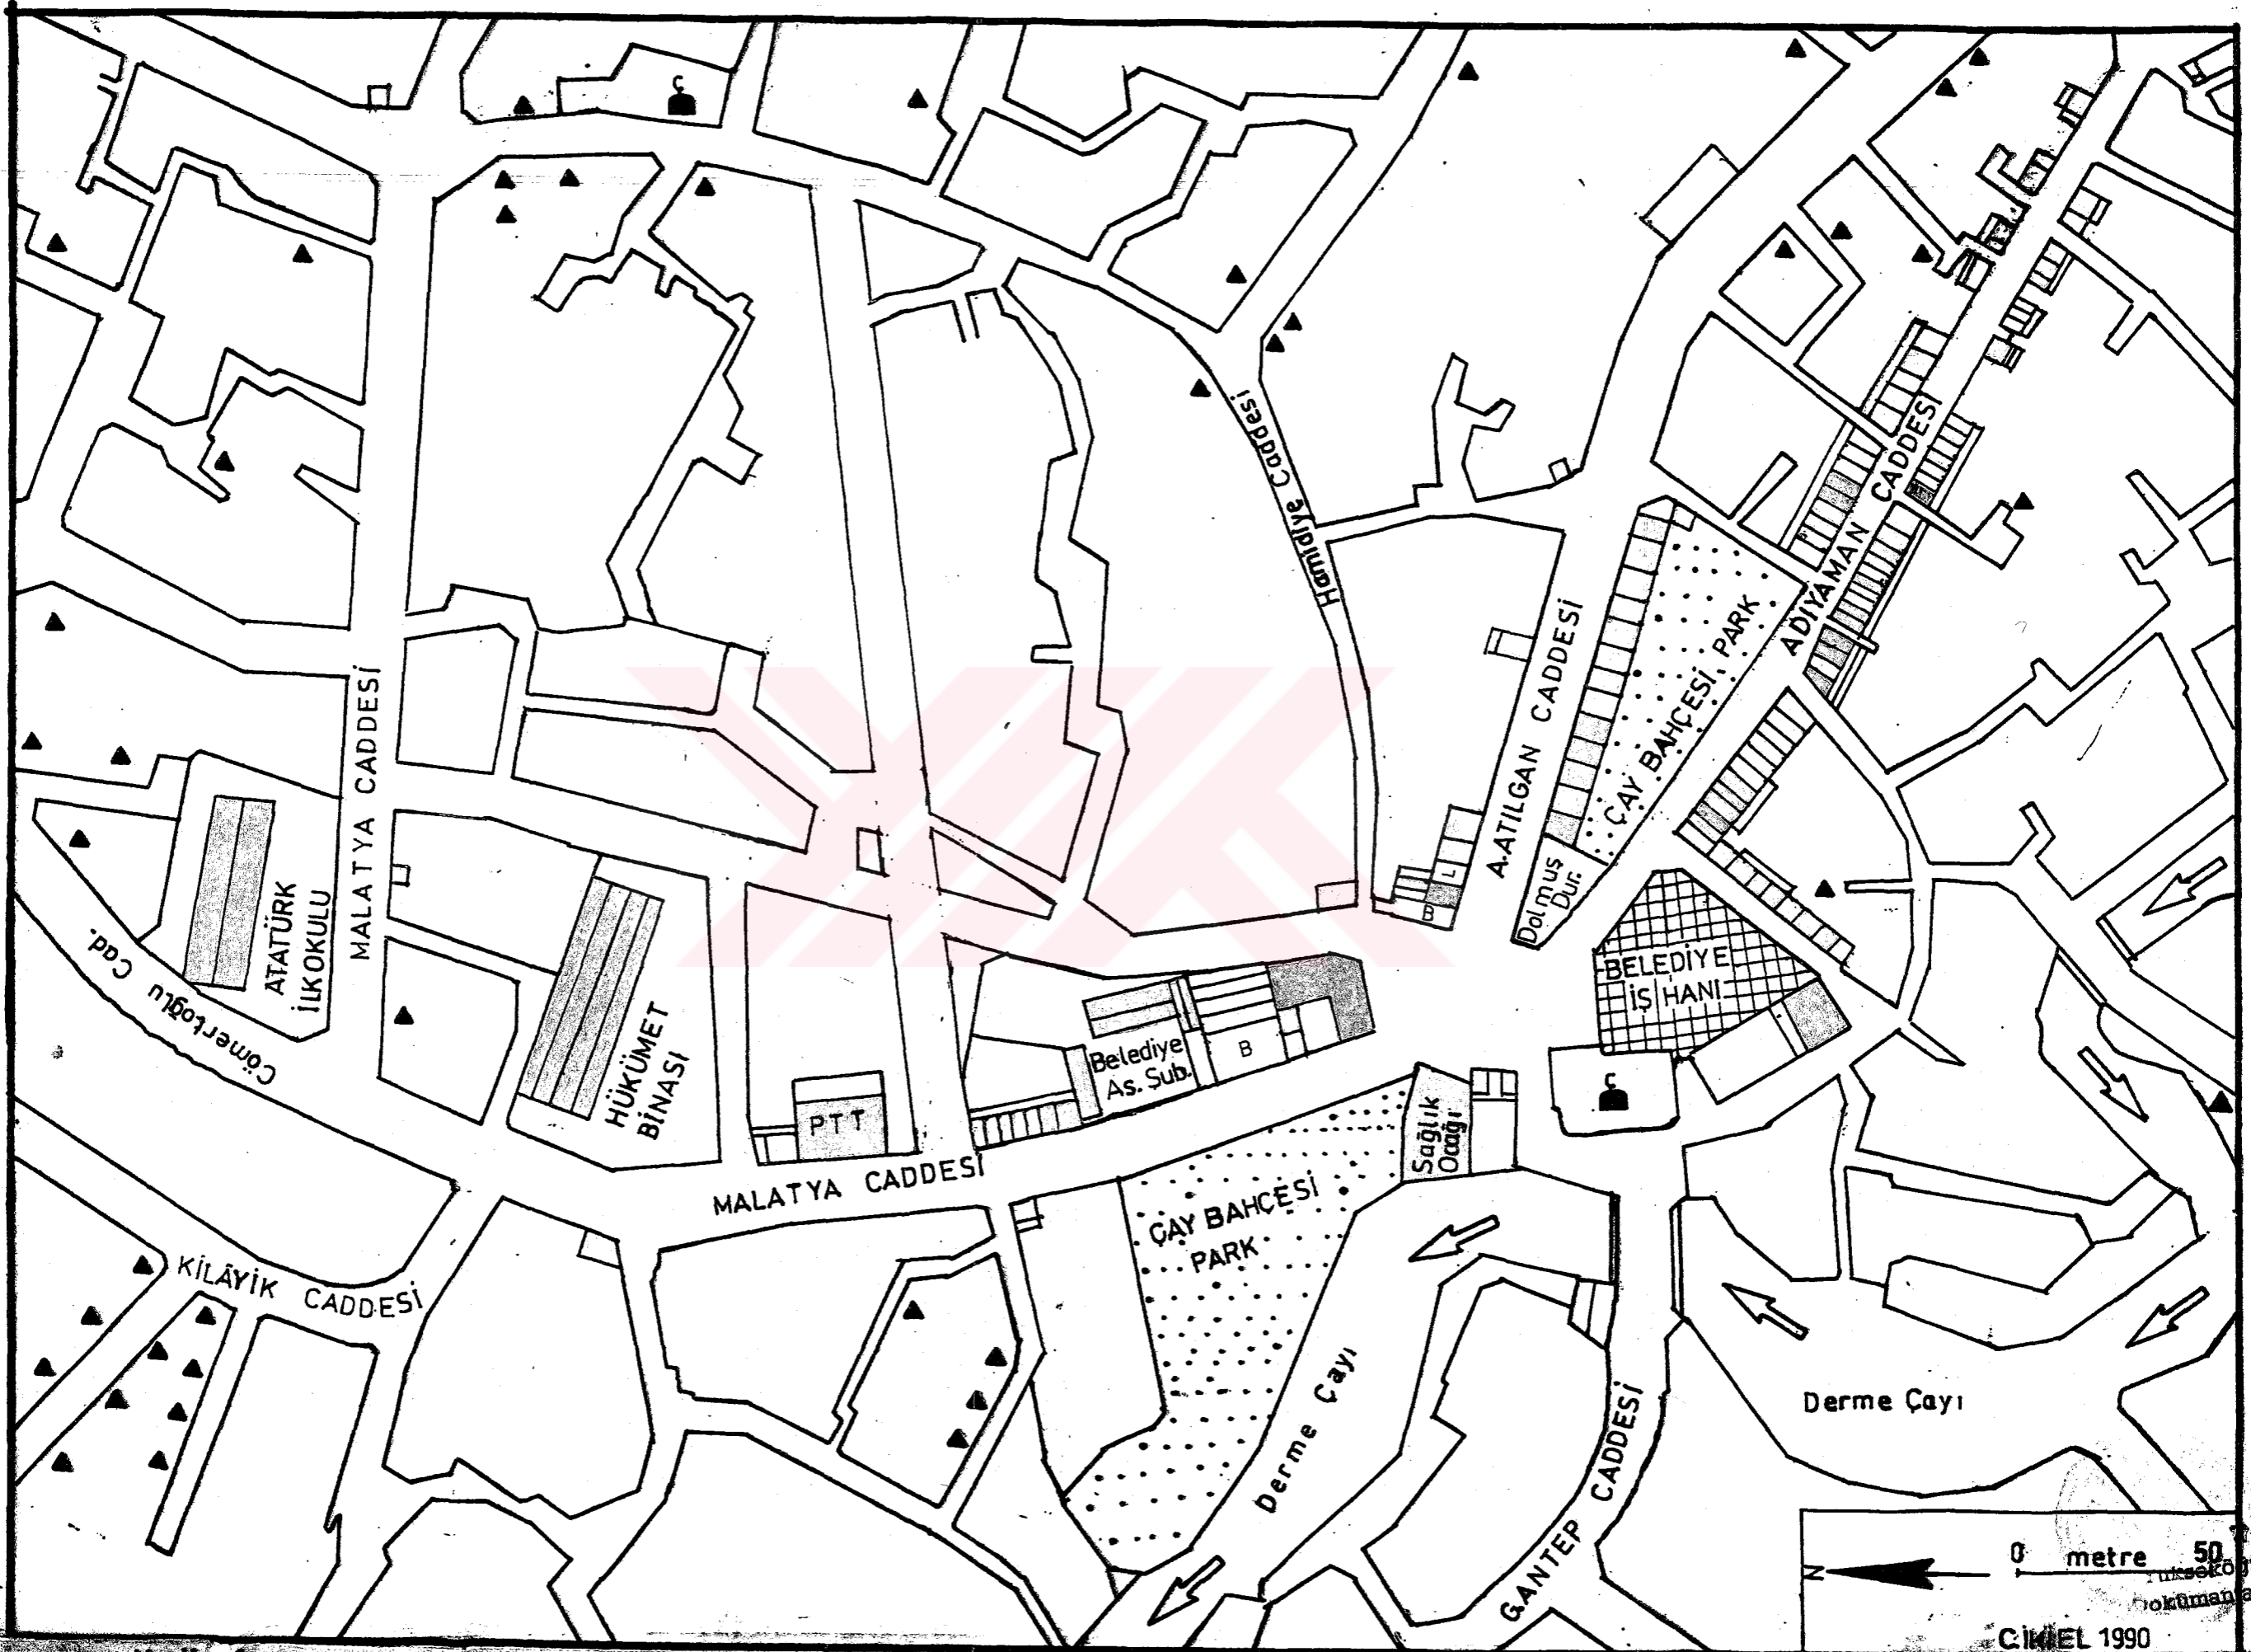 Ç
Hamidiye Caddesi
ADIYAMAN CADDESİ
MALATYA CADDESİ
A.ATILGAN CADDESİ
ÇAY BAHÇESİ PARK
ATATÜRK
İLKOKULU
L
B
Dolmuş
Dur.
BELEDİYE
İŞ HANI
Cömertoğlu Cad.
HÜKÜMET
BİNASI
Belediye
As. Şub.
B
Ç
PTT
Sağlık
Ocağı
MALATYA CADDESİ
ÇAY BAHÇESİ
PARK
KİLÂYİK CADDESİ
Derme Çayı
Derme Çayı
G.ANTEP CADDESİ
N
0 metre 50
1990